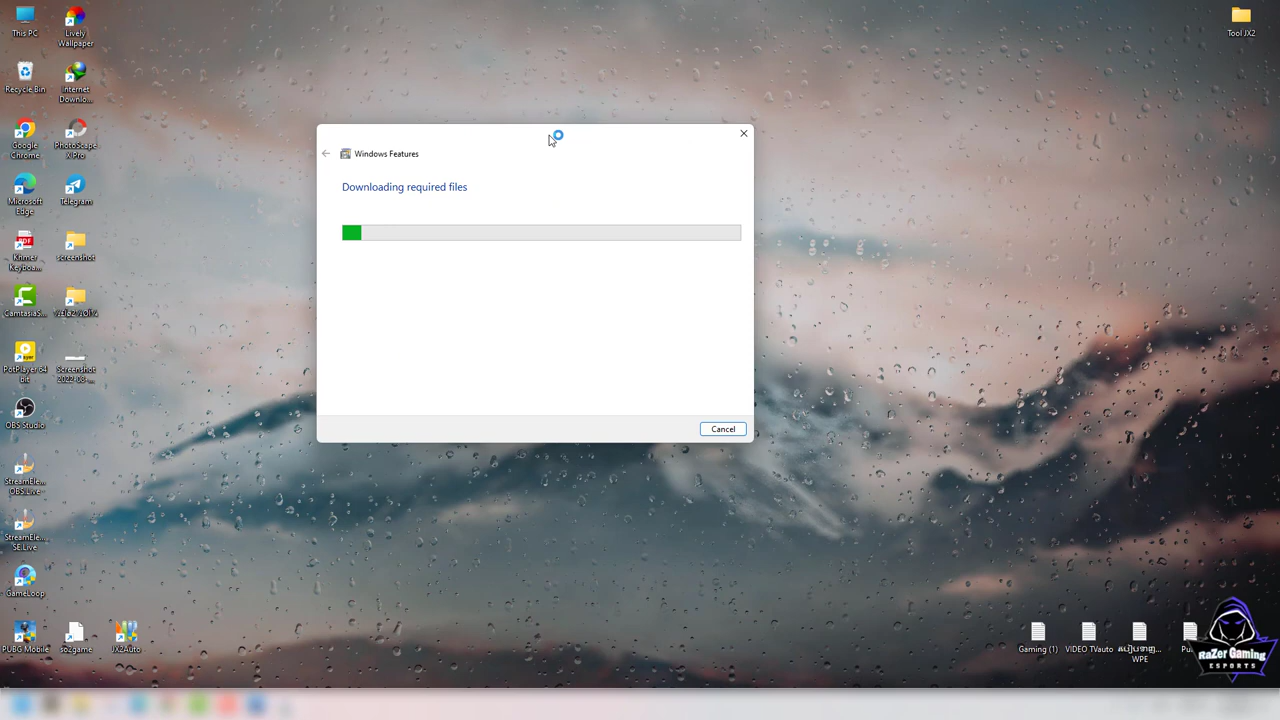 This PC
Lively
Wallpaper
Recycle Bin
Internet
Downlo...
Google
Chrome
PhotoScape
X Pro
Microsoft
Edge
Telegram
Khmer
Keyboa...
screenshot
CamtasiaS...
PotPlayer 64
bit
Screenshot
2022-08-...
OBS Studio
StreamEle...
OBS.Live
StreamEle...
SE.Live
GameLoop
PUBG Mobile
so2game
JX2Auto
Windows Features
Downloading required files
Cancel
Tool JX2
Gaming (1)
VIDEO TVauto
WPE
Pu
RaZer Gaming
ESPORTS